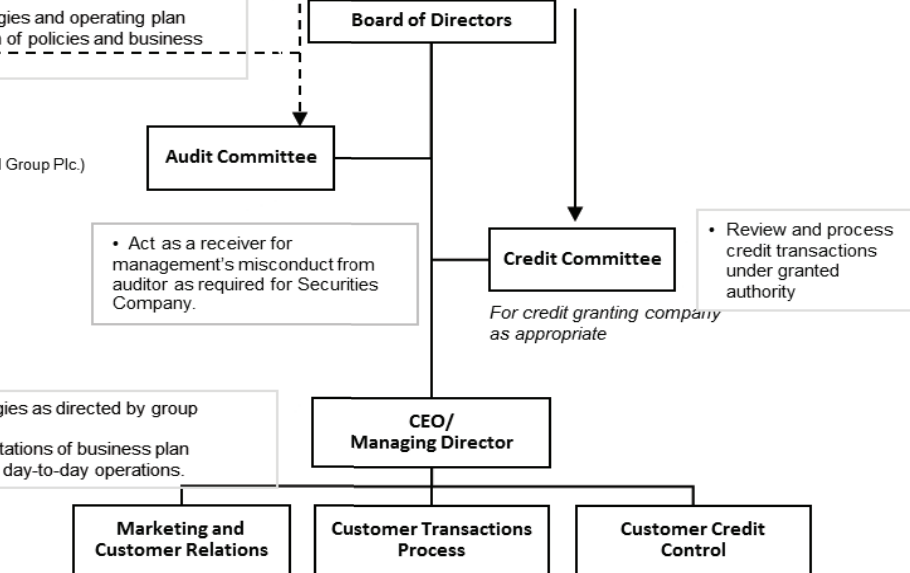 Board of Directors
gies and operating plan
of policies and business
Audit Committee
Group Plc.)
• Act as a receiver for
management's misconduct from
auditor as required for Securities
Company.
Credit Committee
• Review and process
credit transactions
under granted
authority
For credit granting company
as appropriate
gies as directed by group
CEO/
Managing Director
tations of business plan
day-to-day operations.
Marketing and
Customer Relations
Customer Transactions
Process
Customer Credit
Control